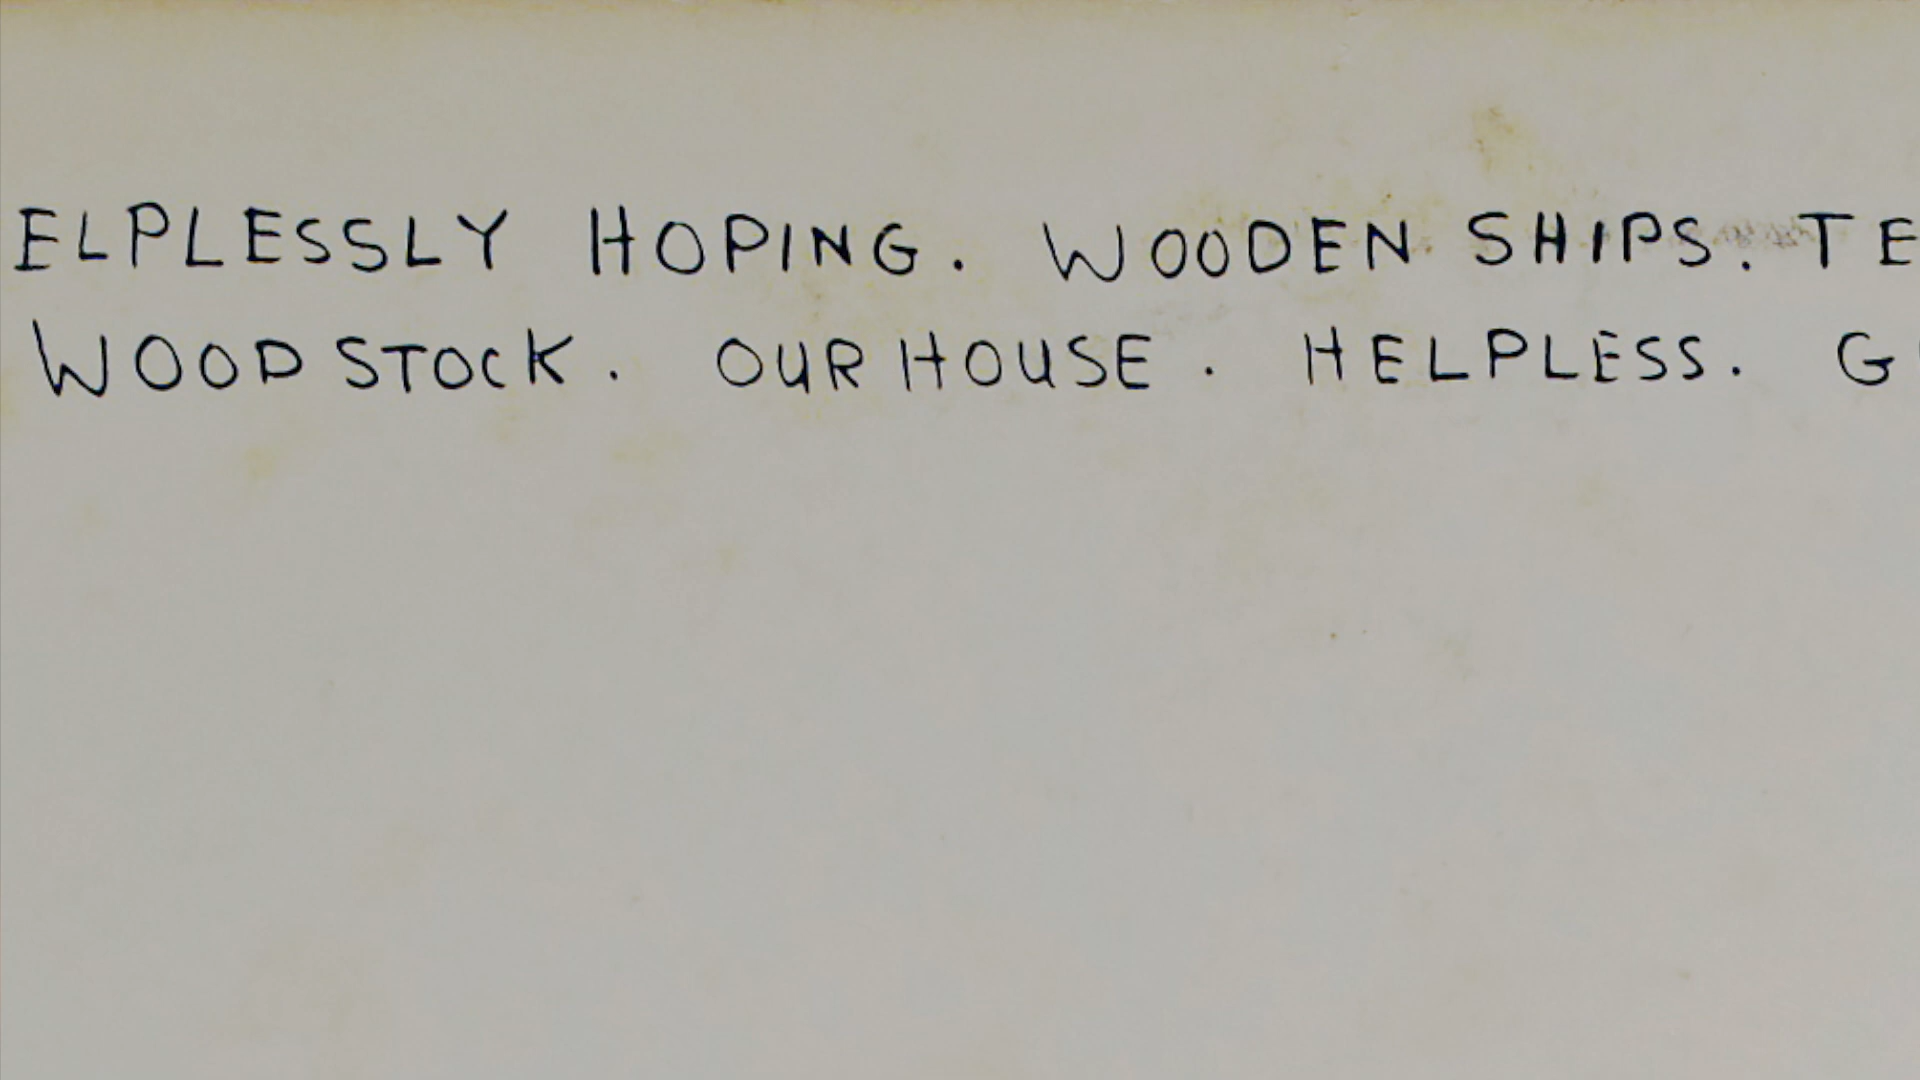 ELPLESSLY HOPING. WOODEN SHIPS. TE
WOODSTOCK. OUR HOUSE. HELPLESS. G